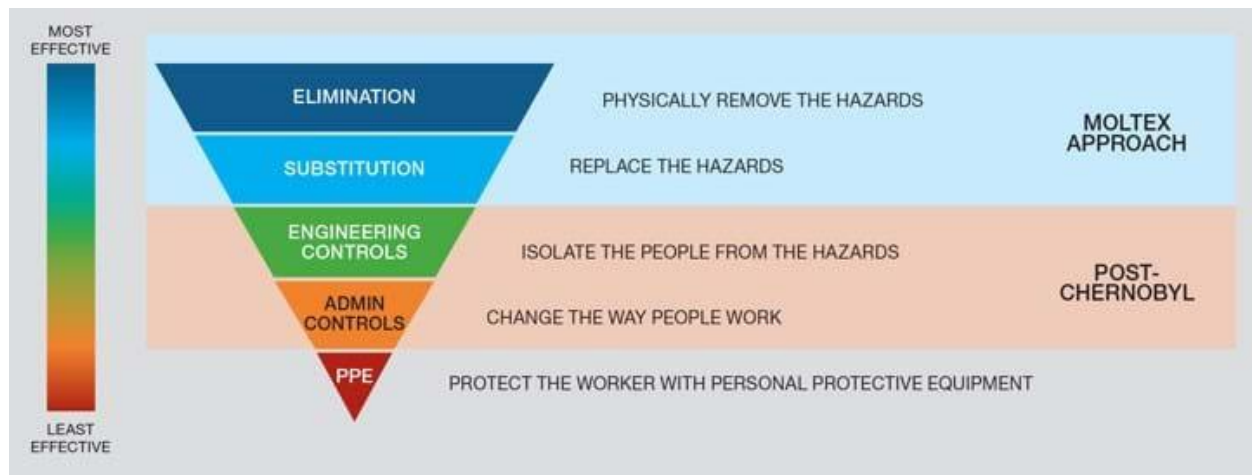 MOST
EFFECTIVE
ELIMINATION
PHYSICALLY REMOVE THE HAZARDS
MOLTEX
APPROACH
SUBSTITUTION
REPLACE THE HAZARDS
ENGINEERING
CONTROLS
ISOLATE THE PEOPLE FROM THE HAZARDS
POST-
CHERNOBYL
ADMIN
CONTROLS
CHANGE THE WAY PEOPLE WORK
PPE
PROTECT THE WORKER WITH PERSONAL PROTECTIVE EQUIPMENT
LEAST
EFFECTIVE